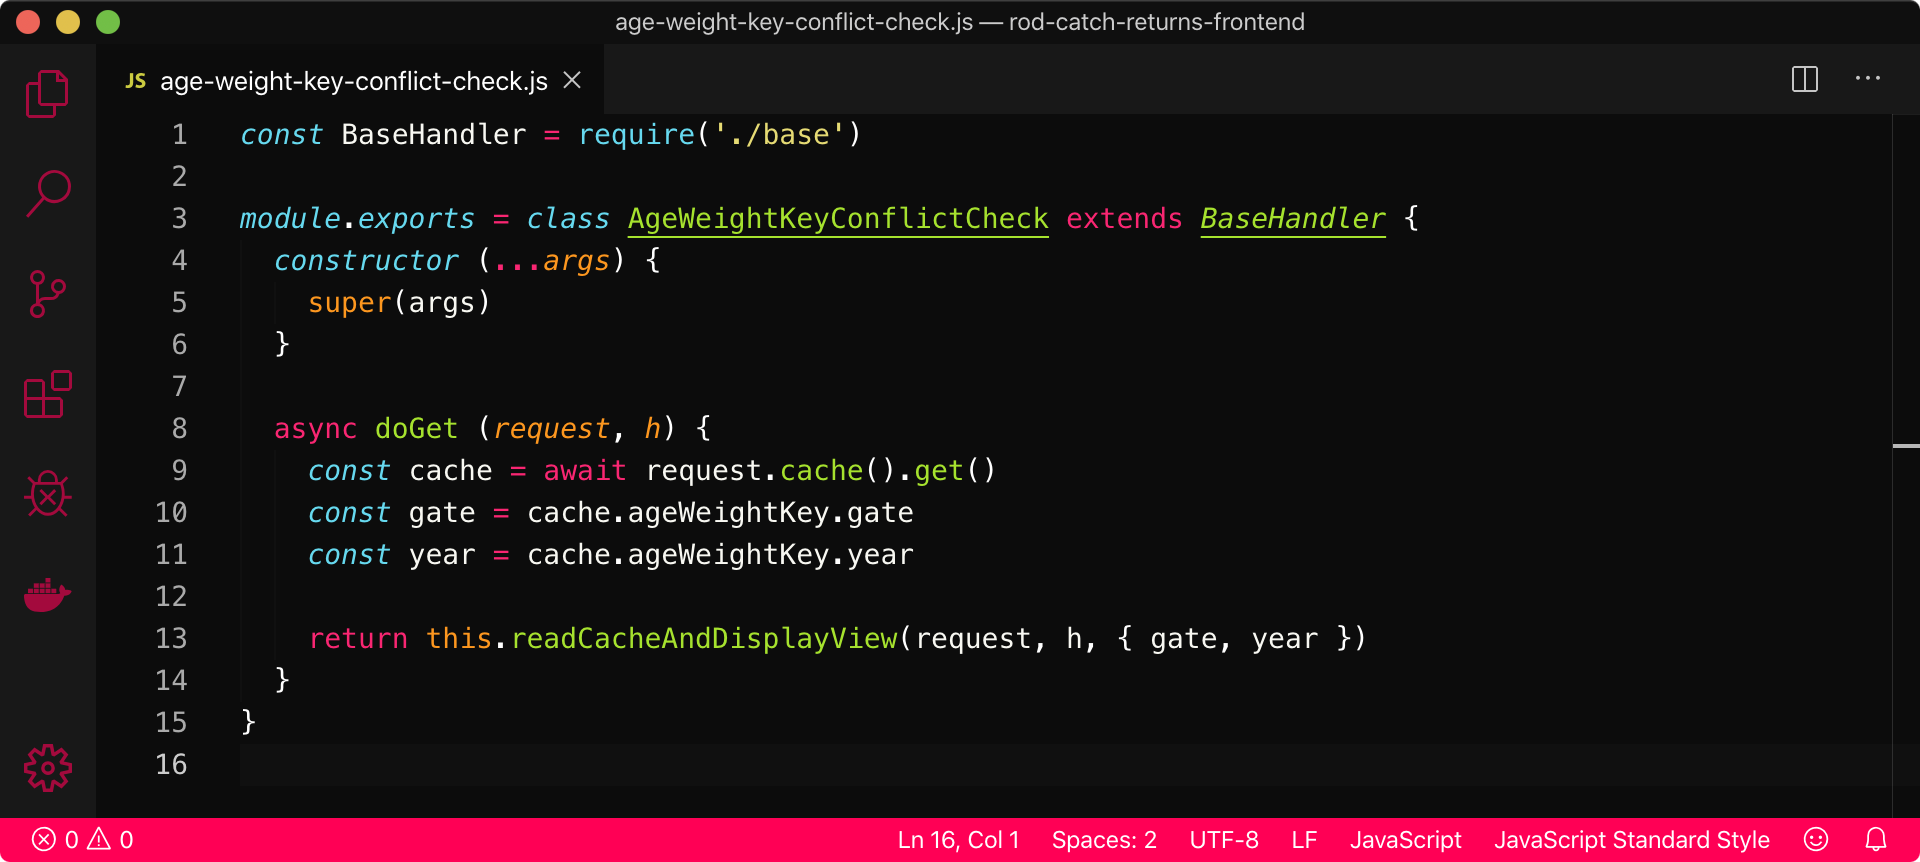 age-weight-key-conflict-check.js — rod-catch-returns-frontend
JS age-weight-key-conflict-check.js
1 const BaseHandler = require('./base')
2
3 module.exports = class AgeWeightKeyConflictCheck extends BaseHandler {
4   constructor (...args) {
5     super(args)
6   }
7
8   async doGet (request, h) {
9     const cache = await request.cache().get()
10     const gate = cache.ageWeightKey.gate
11     const year = cache.ageWeightKey.year
12
13     return this.readCacheAndDisplayView(request, h, { gate, year })
14   }
15 }
16
0 0 Ln 16, Col 1 Spaces: 2 UTF-8 LF JavaScript JavaScript Standard Style